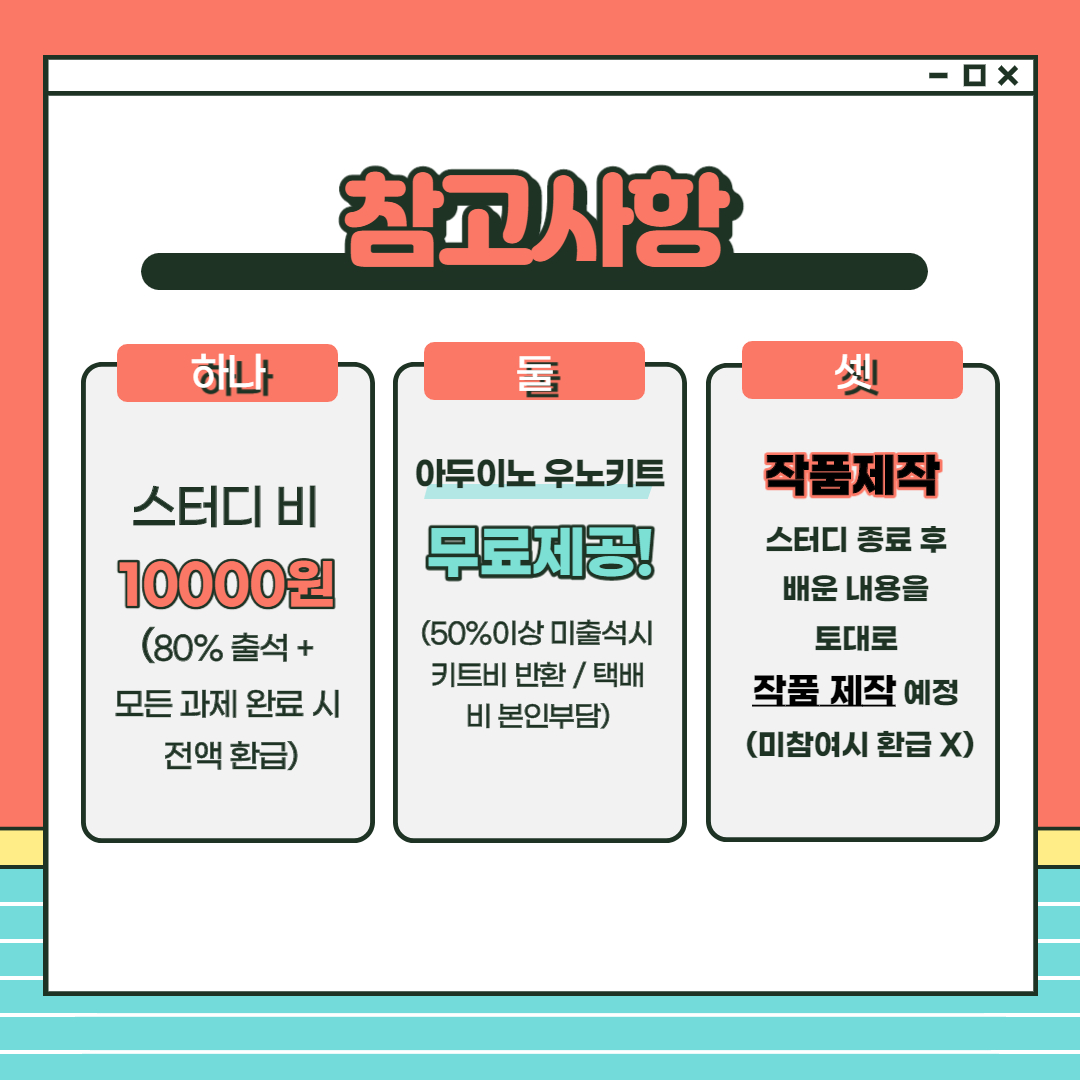 참고사항
하나
스터디 비
10000원
(80% 출석 +
모든 과제 완료 시
전액 환급)
둘
아두이노 우노키트
무료제공!
(50%이상 미출석시
키트비 반환 / 택배
비 본인부담)
셋
작품제작
스터디 종료 후
배운 내용을
토대로
작품 제작 예정
(미참여시 환급 X)